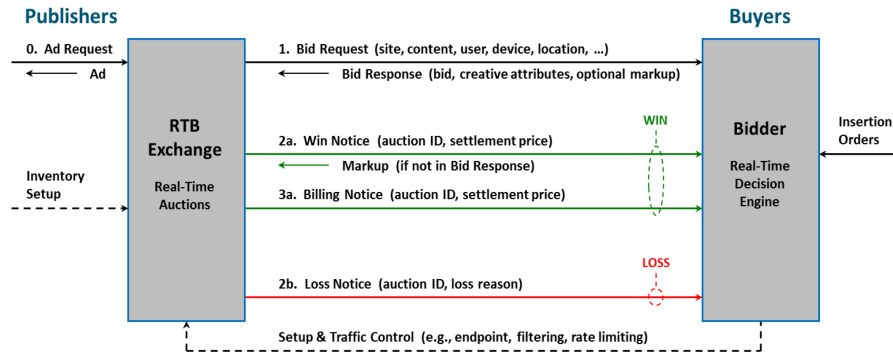 Publishers
Buyers
0. Ad Request
Ad
1. Bid Request (site, content, user, device, location, …)
Bid Response (bid, creative attributes, optional markup)
RTB
Exchange
Real-Time
Auctions
WIN
2a. Win Notice (auction ID, settlement price)
Markup (if not in Bid Response)
3a. Billing Notice (auction ID, settlement price)
Bidder
Real-Time
Decision
Engine
Insertion
Orders
Inventory
Setup
LOSS
2b. Loss Notice (auction ID, loss reason)
Setup & Traffic Control (e.g., endpoint, filtering, rate limiting)